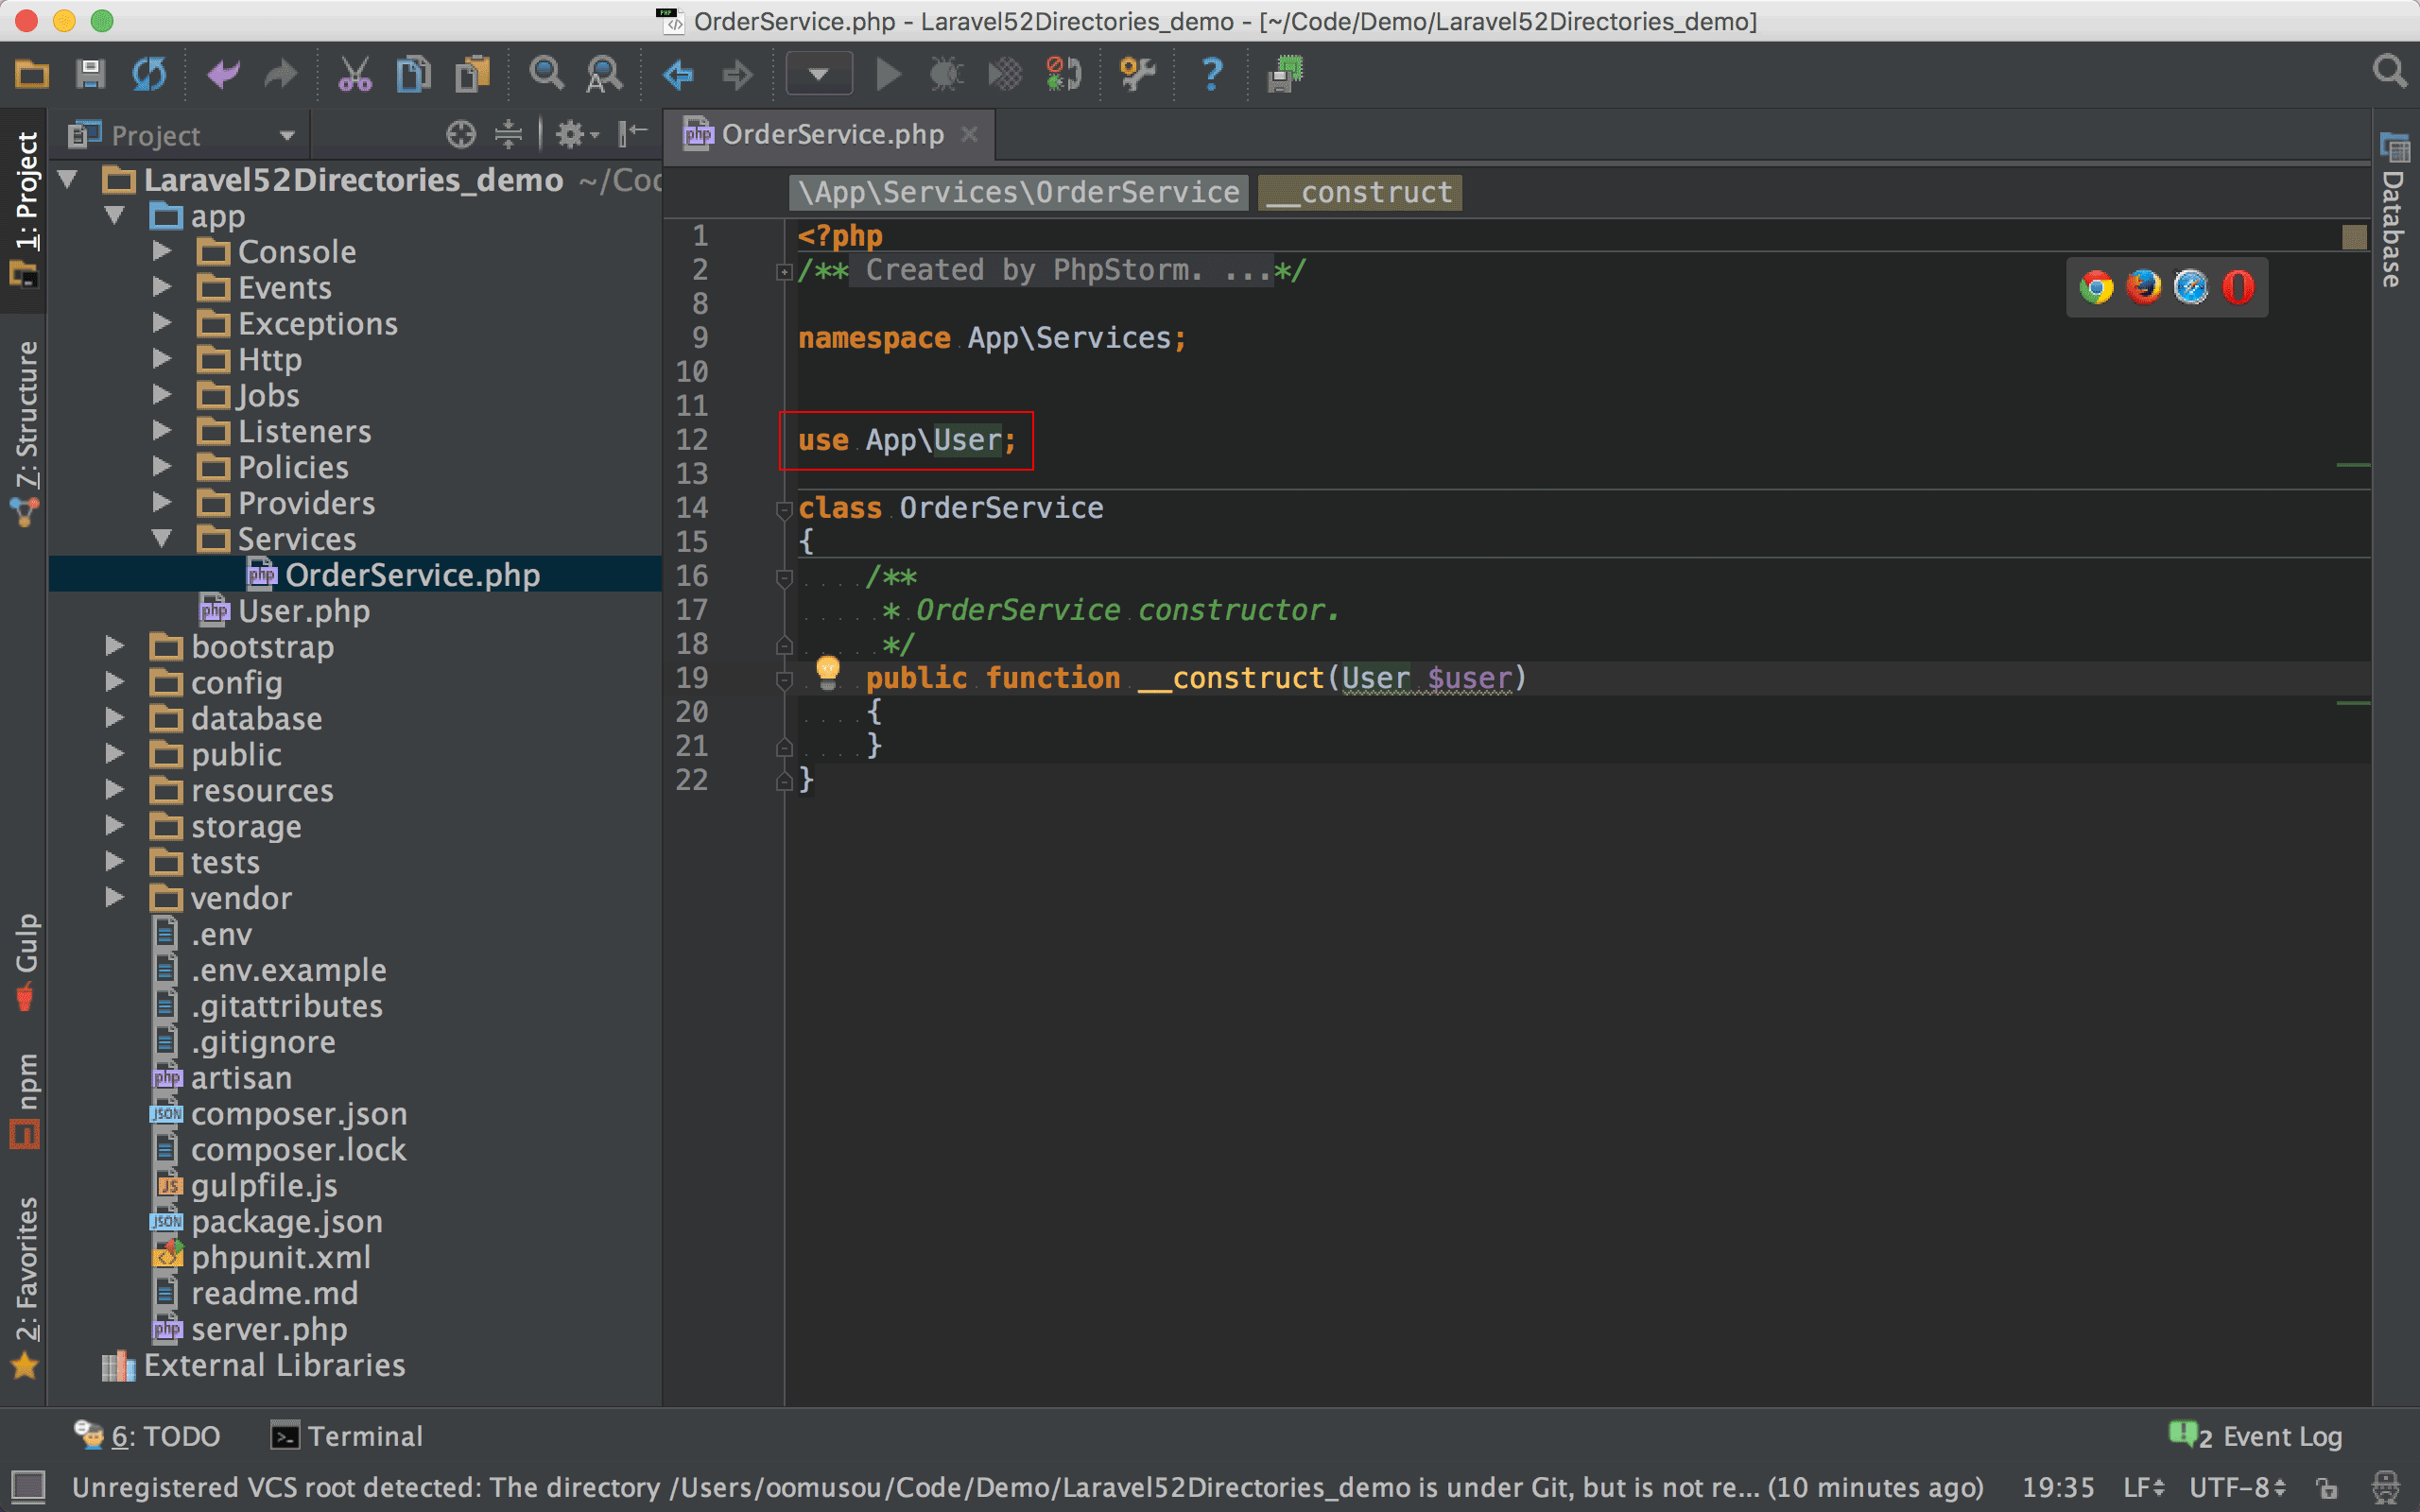 OrderService.php - Laravel52Directories_demo - [~/Code/Demo/Laravel52Directories_demo]
1: Project
7: Structure
Gulp
npm
2: Favorites
Project
Laravel52Directories_demo ~/Coc
app
Console
Events
Exceptions
Http
Jobs
Listeners
Policies
Providers
Services
OrderService.php
User.php
bootstrap
config
database
public
resources
storage
tests
vendor
.env
.env.example
.gitattributes
.gitignore
artisan
composer.json
composer.lock
gulpfile.js
package.json
phpunit.xml
readme.md
server.php
External Libraries
OrderService.php
\App\Services\OrderService __construct
1 <?php
2 /** Created by PhpStorm. ...*/
8
9 namespace App\Services;
10
11
12 use App\User;
13
14 class OrderService
15 {
16 /**
17 * OrderService constructor.
18 */
19 public function __construct(User $user)
20 {
21 }
22 }
Database
6: TODO Terminal
2 Event Log
Unregistered VCS root detected: The directory /Users/oomusou/Code/Demo/Laravel52Directories_demo is under Git, but is not re... (10 minutes ago) 19:35 LF UTF-8